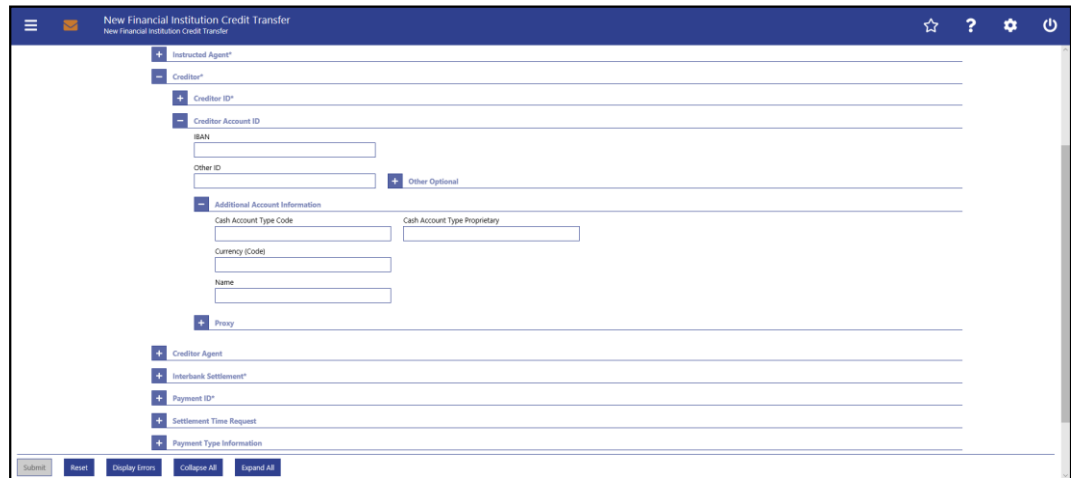 New Financial Institution Credit Transfer
New Financial Institution Credit Transfer
?
+ Instructed Agent*
− Creditor*
+ Creditor ID*
− Creditor Account ID
IBAN
Other ID
+ Other Optional
− Additional Account Information
Cash Account Type Code Cash Account Type Proprietary
Currency (Code)
Name
+ Proxy
+ Creditor Agent
+ Interbank Settlement*
+ Payment ID*
+ Settlement Time Request
+ Payment Type Information
Submit Reset Display Errors Collapse All Expand All